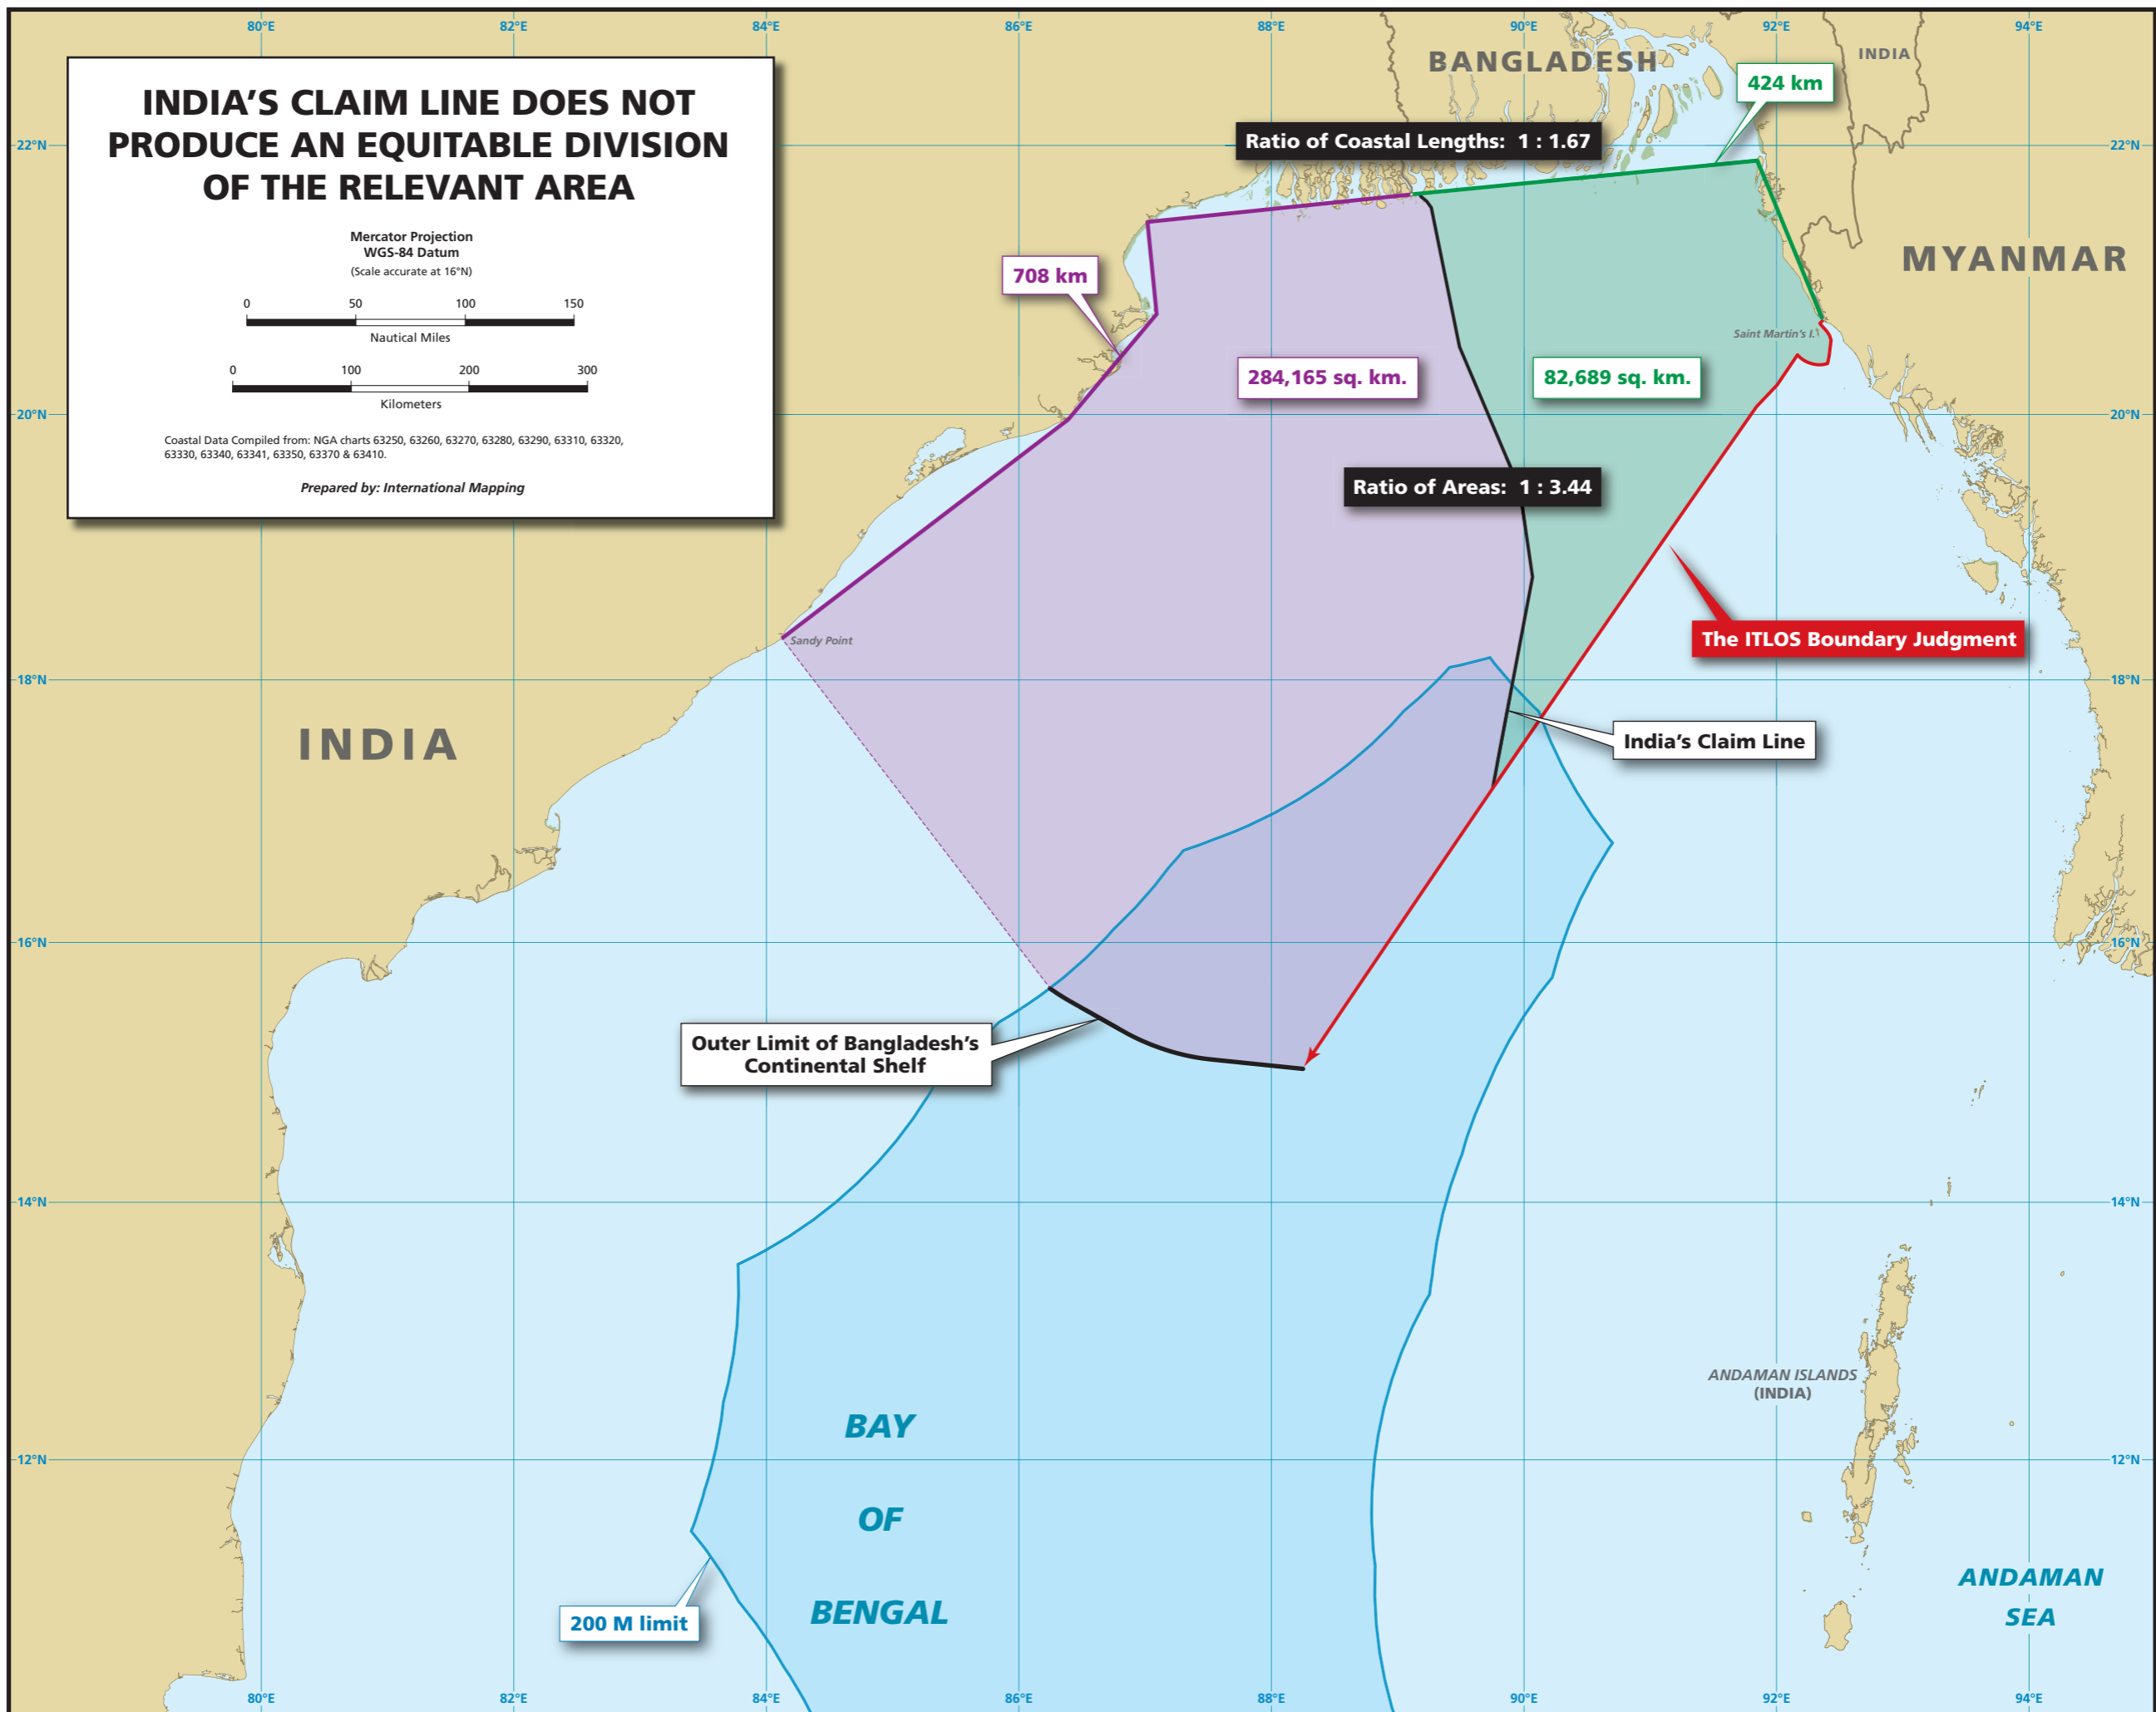 80°E 82°E 84°E 86°E 88°E 90°E 92°E 94°E
INDIA’S CLAIM LINE DOES NOT
PRODUCE AN EQUITABLE DIVISION
OF THE RELEVANT AREA
Mercator Projection
WGS-84 Datum
(Scale accurate at 16°N)
0 50 100 150
Nautical Miles
0 100 200 300
Kilometers
Coastal Data Compiled from: NGA charts 63250, 63260, 63270, 63280, 63290, 63310, 63320,
63330, 63340, 63341, 63350, 63370 & 63410.
Prepared by: International Mapping
BANGLADESH
INDIA
424 km
Ratio of Coastal Lengths: 1 : 1.67
22°N 22°N
MYANMAR
708 km
Saint Martin’s I.
284,165 sq. km.
82,689 sq. km.
20°N 20°N
Ratio of Areas: 1 : 3.44
The ITLOS Boundary Judgment
Sandy Point
18°N 18°N
INDIA
India’s Claim Line
16°N 16°N
Outer Limit of Bangladesh’s
Continental Shelf
14°N 14°N
ANDAMAN ISLANDS
(INDIA)
BAY
OF
BENGAL
12°N 12°N
ANDAMAN
SEA
200 M limit
80°E 82°E 84°E 86°E 88°E 90°E 92°E 94°E